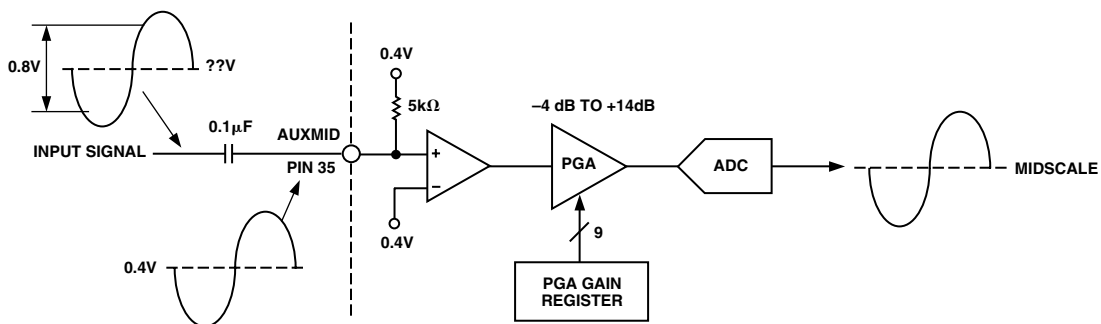 0.8V
??V
0.1μF
INPUT SIGNAL
AUXMID
PIN 35
0.4V
0.4V
5kΩ
+
−
0.4V
–4 dB TO +14dB
PGA
9
PGA GAIN
REGISTER
ADC
MIDSCALE